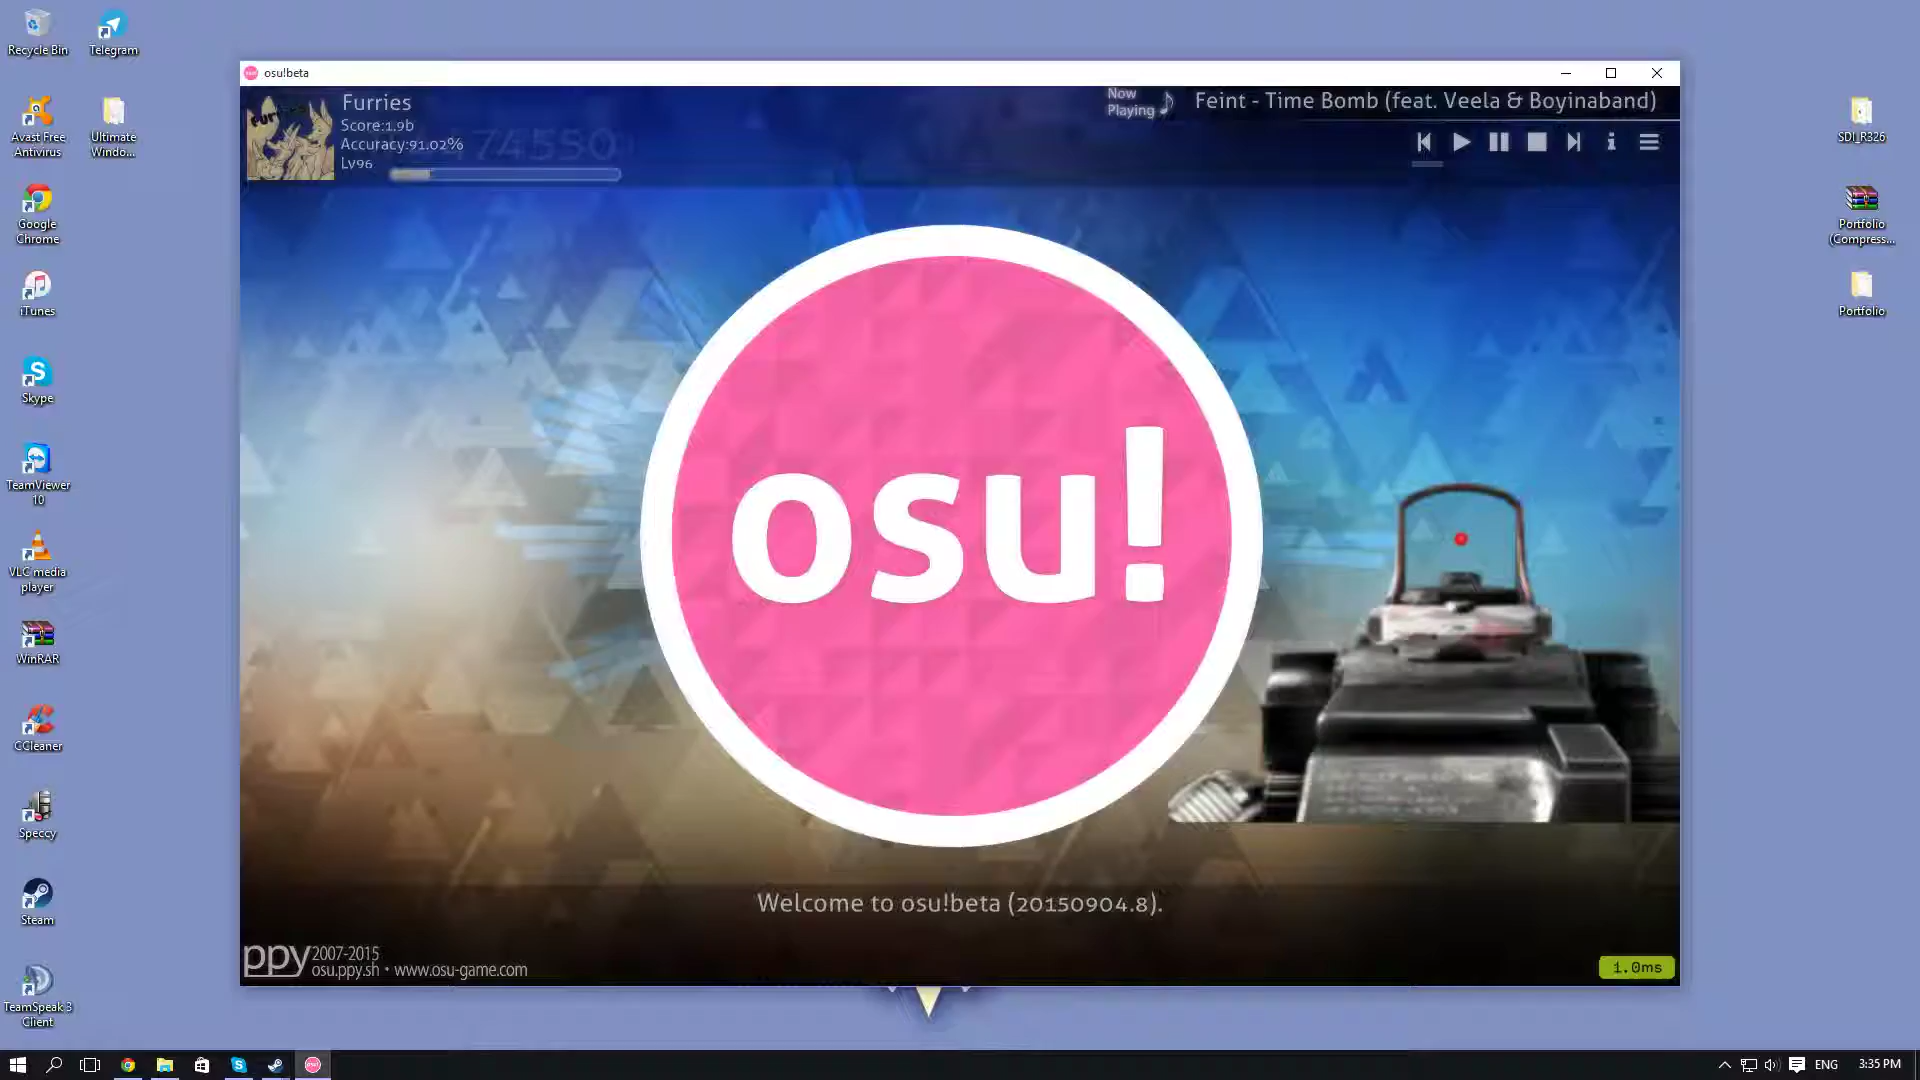 Recycle Bin
Telegram
Avast Free
Antivirus
Ultimate
Windo...
Google
Chrome
iTunes
Skype
TeamViewer
10
VLC media
player
WinRAR
CCleaner
Speccy
Steam
TeamSpeak 3
Client
osu!beta
Furries
Score:1.9b
Accuracy:91.02%
Lv96
74550
Now
Playing
Feint - Time Bomb (feat. Veela & Boyinaband)
osu!
Welcome to osu!beta (20150904.8).
ppy
2007-2015
osu.ppy.sh • www.osu-game.com
1.0ms
SDI_R326
Portfolio
(Compress...
Portfolio
ENG
3:35 PM